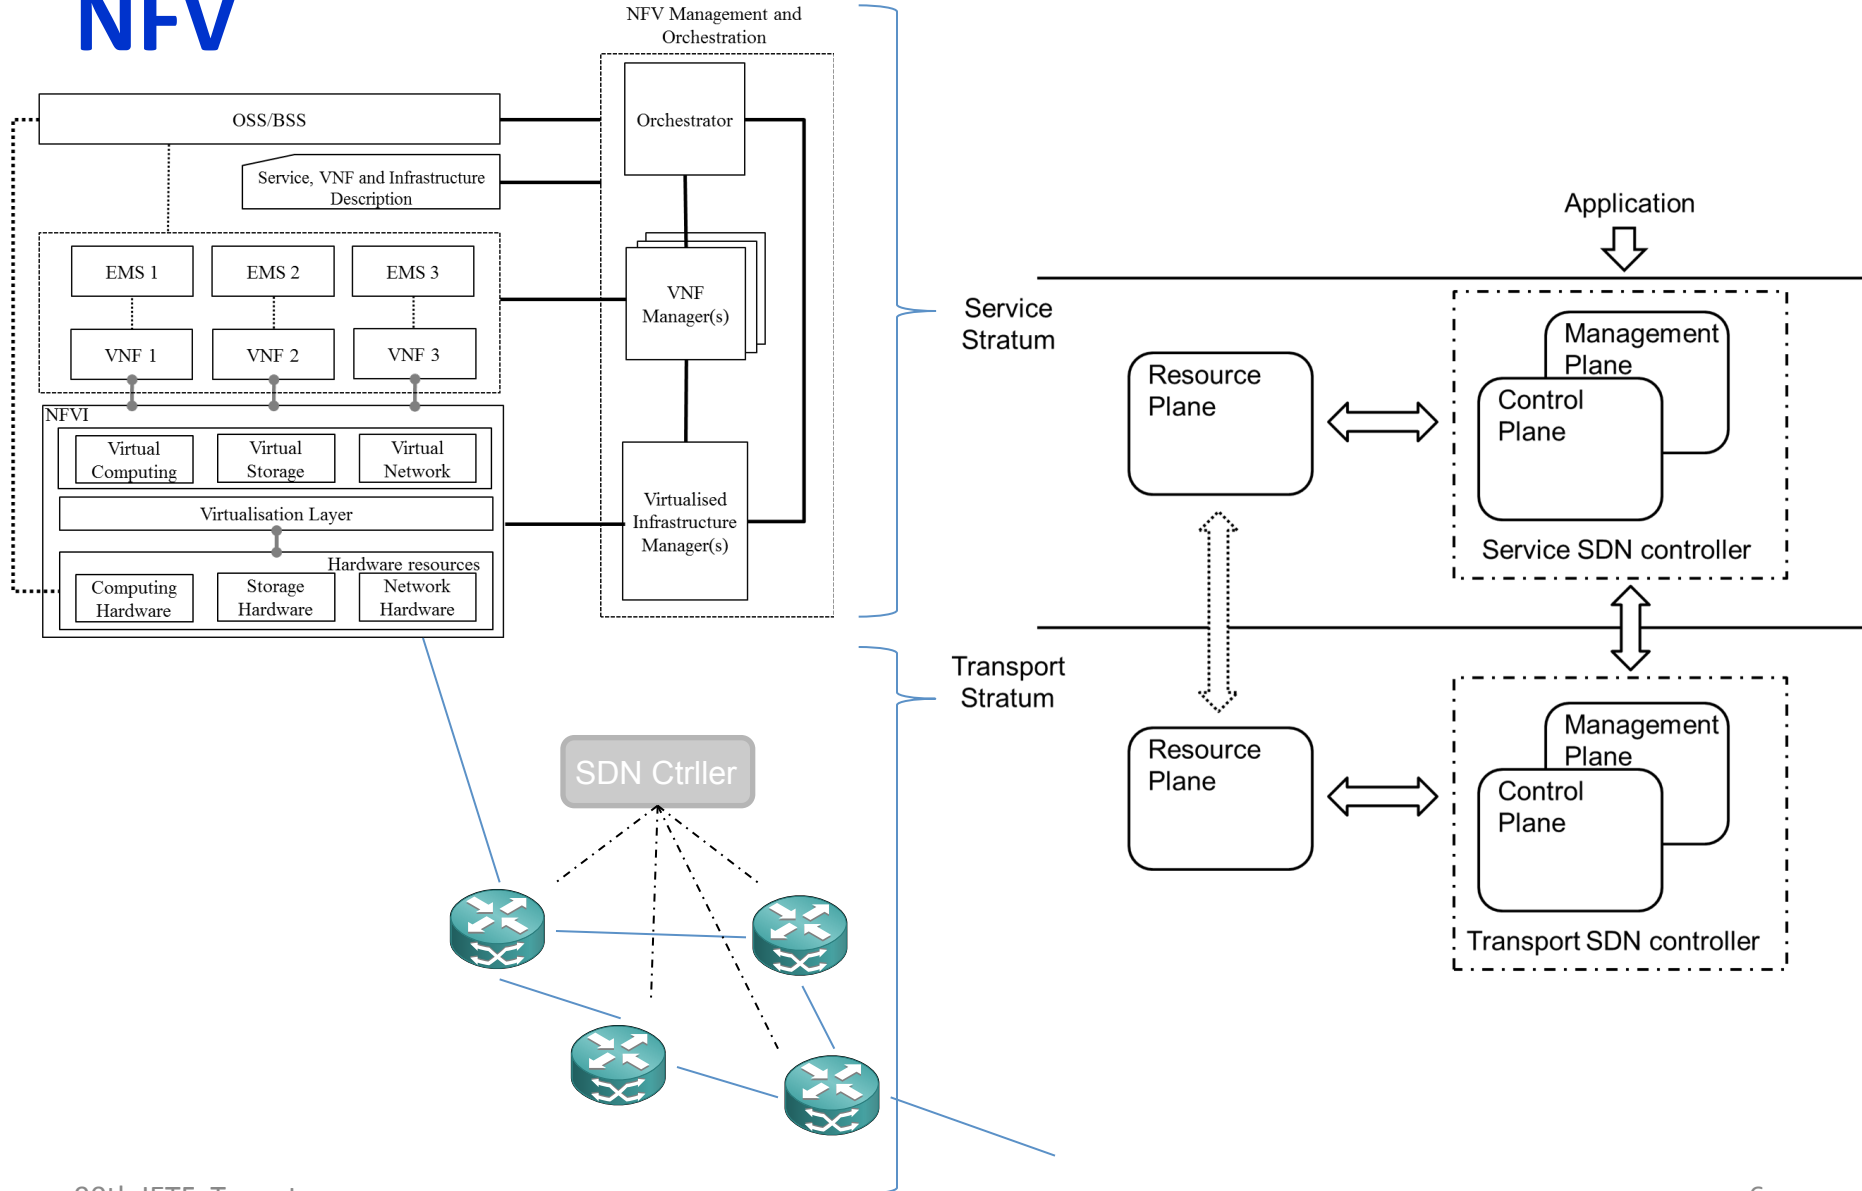 NFV
NFV Management and
Orchestration
OSS/BSS
Orchestrator
Service, VNF and Infrastructure
Description
EMS 1
EMS 2
EMS 3
VNF
Manager(s)
VNF 1
VNF 2
VNF 3
NFVI
Virtual
Computing
Virtual
Storage
Virtual
Network
Virtualisation Layer
Virtualised
Infrastructure
Manager(s)
Hardware resources
Computing
Hardware
Storage
Hardware
Network
Hardware
SDN Ctrller
Application
Service
Stratum
Resource
Plane
Management
Plane
Control
Plane
Service SDN controller
Transport
Stratum
Resource
Plane
Management
Plane
Control
Plane
Transport SDN controller